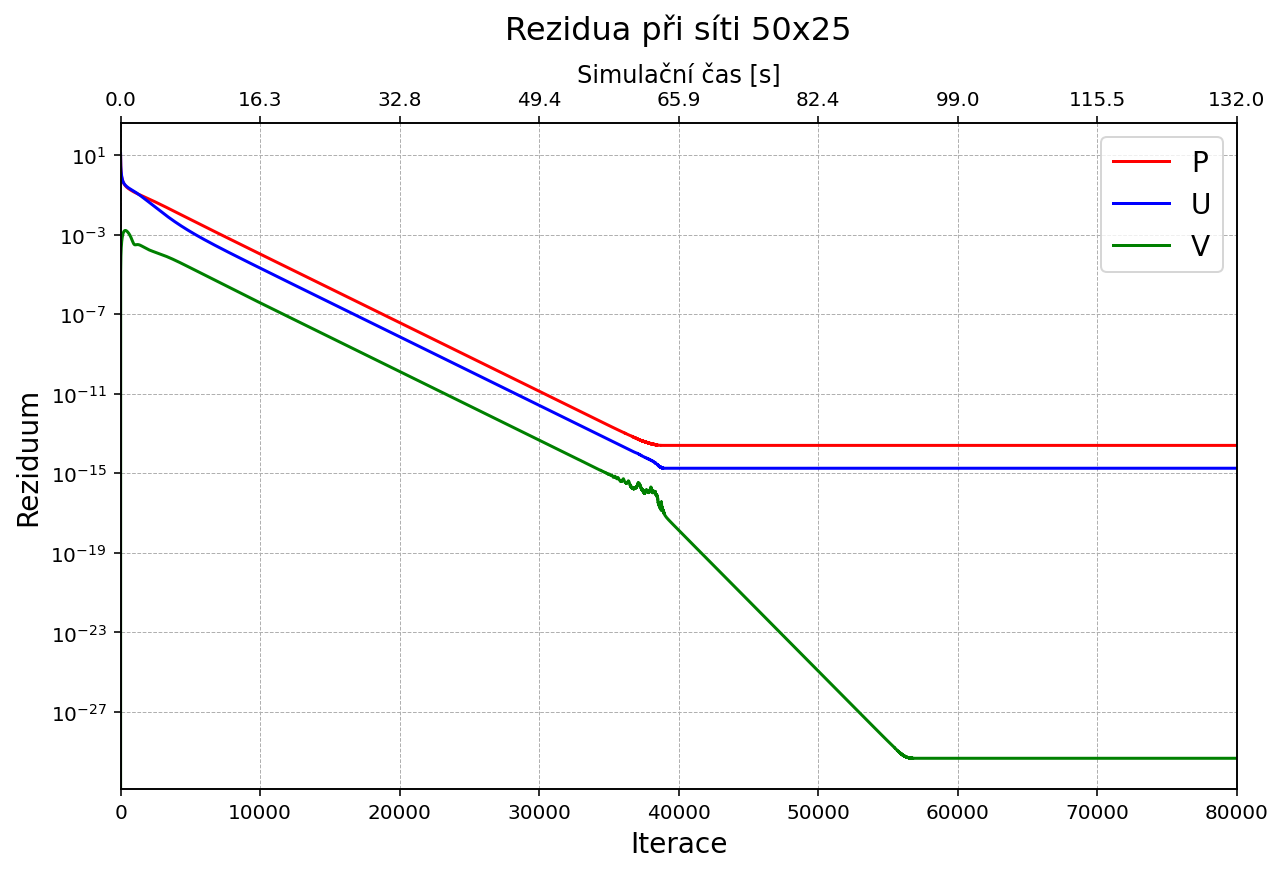 Rezidua při síti 50x25
Simulační čas [s]
0.0 16.3 32.8 49.4 65.9 82.4 99.0 115.5 132.0
10¹
10⁻³
10⁻⁷
10⁻¹¹
10⁻¹⁵
10⁻¹⁹
10⁻²³
10⁻²⁷
Reziduum
P
U
V
0 10000 20000 30000 40000 50000 60000 70000 80000
Iterace